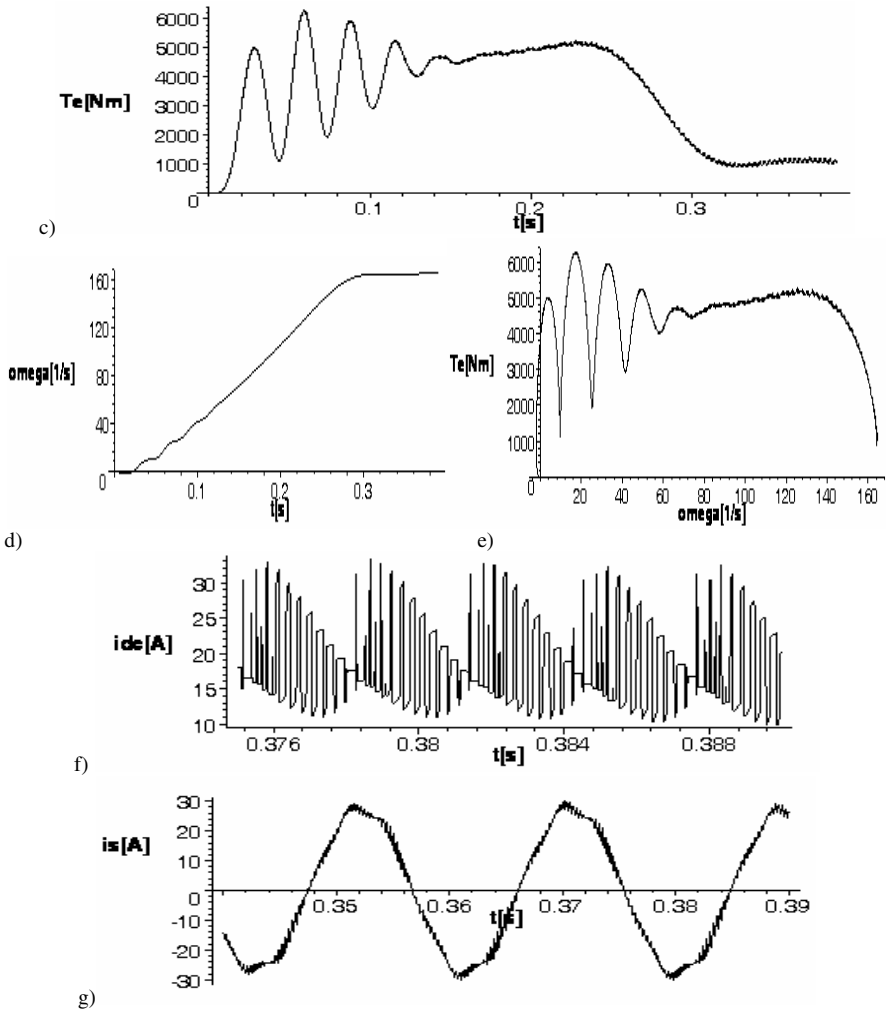 6000
5000
4000
3000
2000
1000
0
Te[Nm]
0.1 0.2 0.3
t[s]
c)
160
120
80
40
0
omega[1/s]
0.1 0.2 0.3
t[s]
d)
6000
5000
4000
3000
2000
1000
0
Te[Nm]
20 40 60 80 100 120 140 160
omega[1/s]
e)
30
25
20
15
10
ide[A]
0.376 0.38 0.384 0.388
t[s]
f)
30
20
10
0
-10
-20
-30
is[A]
0.35 0.36 0.37 0.38 0.39
t[s]
g)